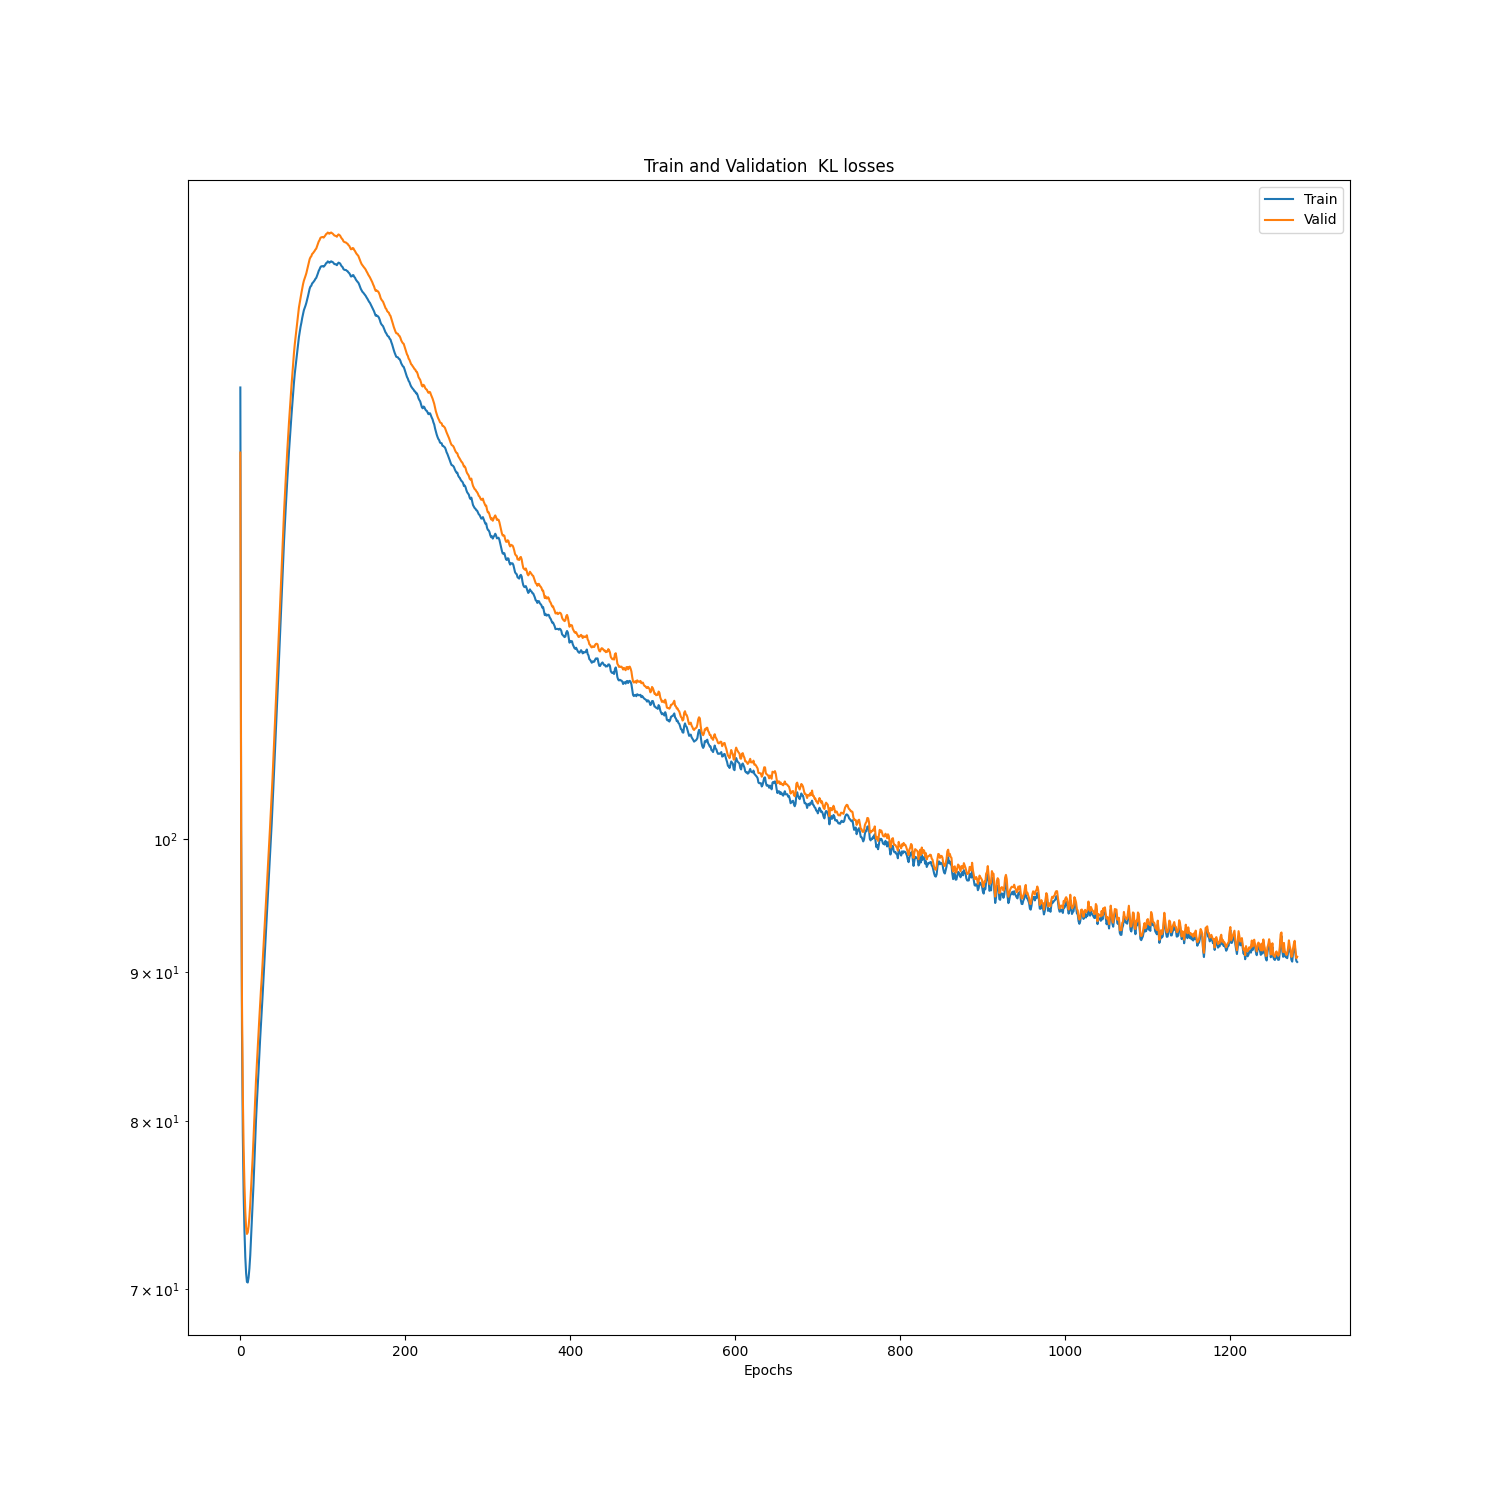 Train and Validation  KL losses
Train
Valid
10²
9 × 10¹
8 × 10¹
7 × 10¹
0 200 400 600 800 1000 1200
Epochs